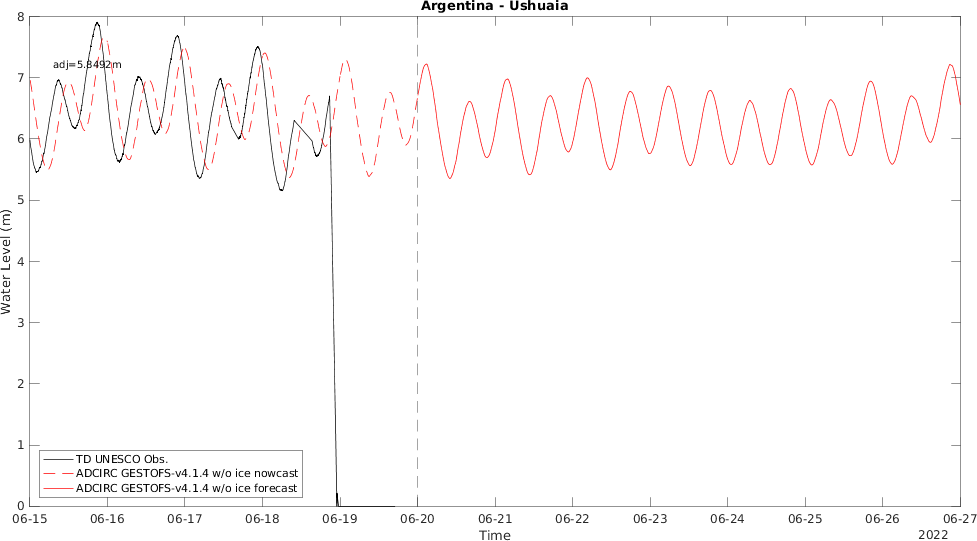 Argentina - Ushuaia
8
7
6
5
4
3
2
1
0
Water Level (m)
adj=5.8492m
TD UNESCO Obs.
ADCIRC GESTOFS-v4.1.4 w/o ice nowcast
ADCIRC GESTOFS-v4.1.4 w/o ice forecast
06-15 06-16 06-17 06-18 06-19 06-20 06-21 06-22 06-23 06-24 06-25 06-26 06-27
Time
2022